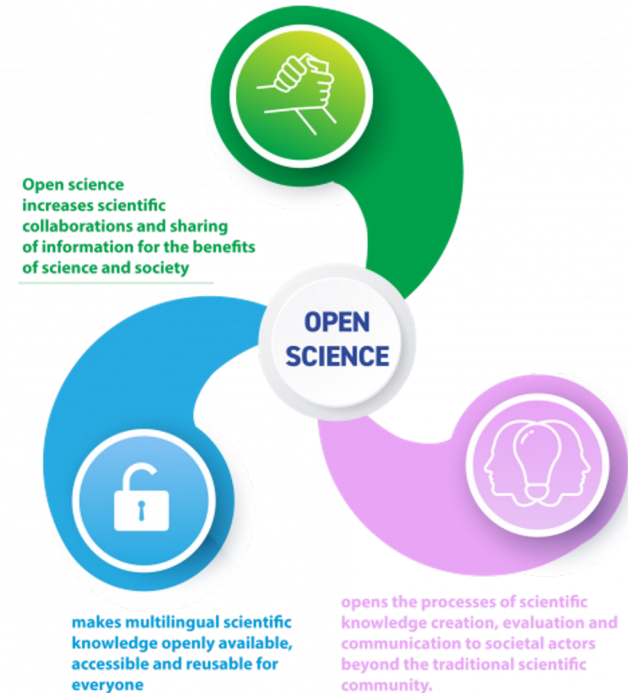 Open science
increases scientific
collaborations and sharing
of information for the benefits
of science and society
OPEN
SCIENCE
makes multilingual scientific
knowledge openly available,
accessible and reusable for
everyone
opens the processes of scientific
knowledge creation, evaluation and
communication to societal actors
beyond the traditional scientific
community.